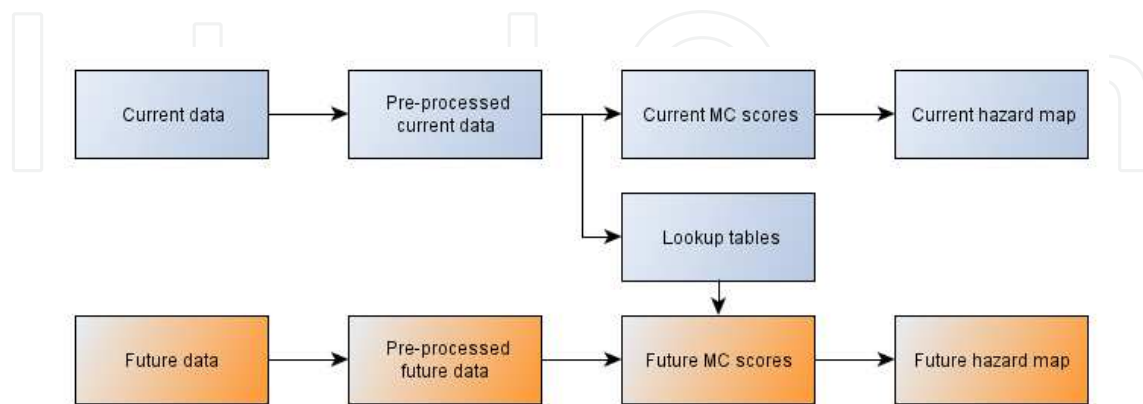 Current data
Pre-processed
current data
Current MC scores
Current hazard map
Lookup tables
Future data
Pre-processed
future data
Future MC scores
Future hazard map